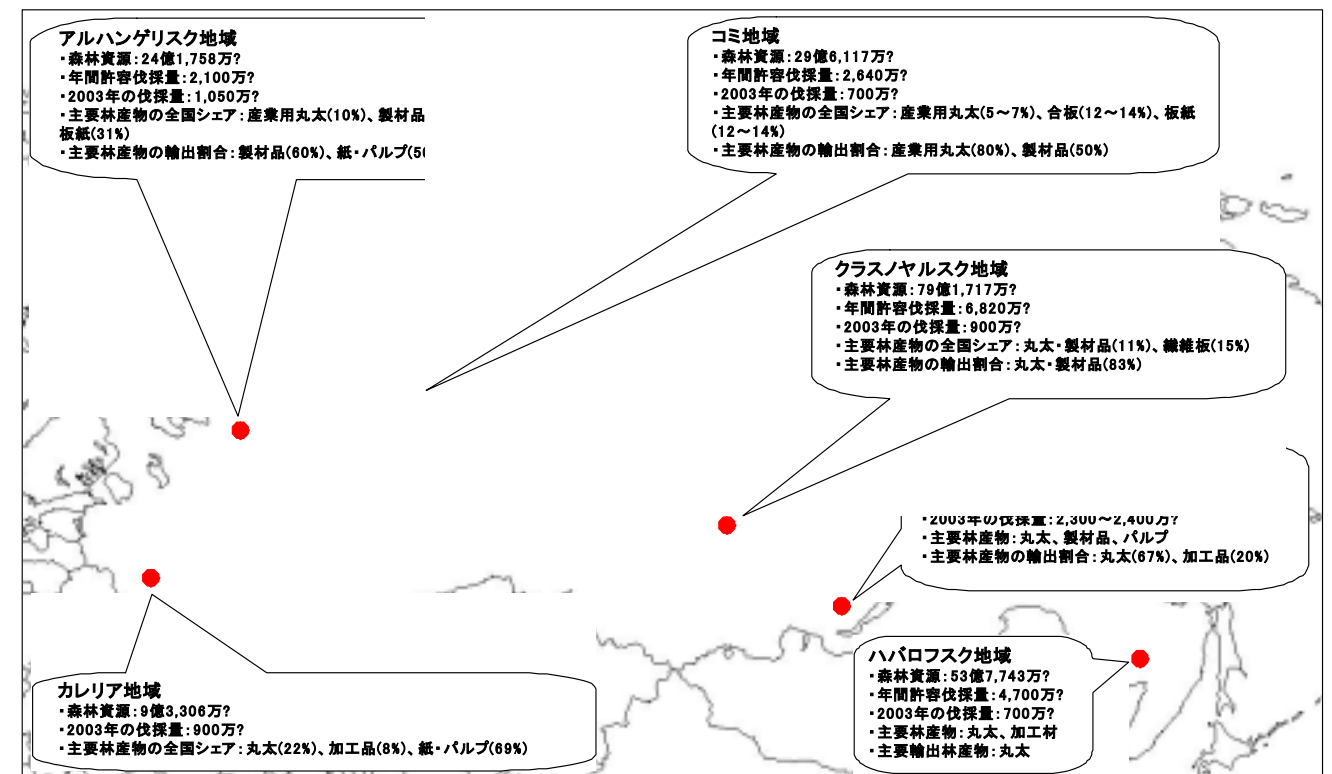 アルハンゲリスク地域
・森林資源:24億1,758万?
・年間許容伐採量:2,100万?
・2003年の伐採量:1,050万?
・主要林産物の全国シェア:産業用丸太(10%)、製材品
板紙(31%)
・主要林産物の輸出割合:製材品(60%)、紙・パルプ(5
コミ地域
・森林資源:29億6,117万?
・年間許容伐採量:2,640万?
・2003年の伐採量:700万?
・主要林産物の全国シェア:産業用丸太(5~7%)、合板(12~14%)、板紙
(12~14%)
・主要林産物の輸出割合:産業用丸太(80%)、製材品(50%)
クラスノヤルスク地域
・森林資源:79億1,717万?
・年間許容伐採量:6,820万?
・2003年の伐採量:900万?
・主要林産物の全国シェア:丸太・製材品(11%)、繊維板(15%)
・主要林産物の輸出割合:丸太・製材品(83%)
・2003年の伐採量:2,300~2,400万?
・主要林産物:丸太、製材品、パルプ
・主要林産物の輸出割合:丸太(67%)、加工品(20%)
ハバロフスク地域
・森林資源:53億7,743万?
・年間許容伐採量:4,700万?
・2003年の伐採量:700万?
・主要林産物:丸太、加工材
・主要輸出林産物:丸太
カレリア地域
・森林資源:9億3,306万?
・2003年の伐採量:900万?
・主要林産物の全国シェア:丸太(22%)、加工品(8%)、紙・パルプ(69%)